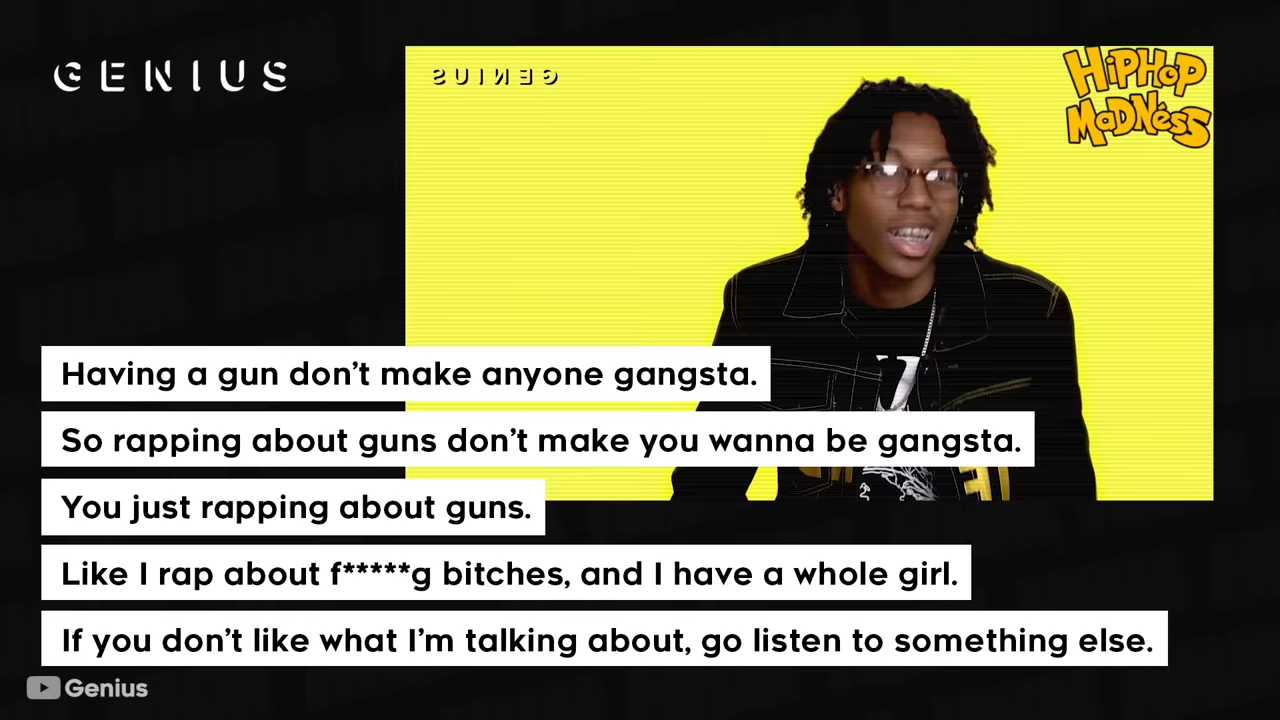 GENIUS
GENIUS
HiPHOP
MaDNéSS
Having a gun don't make anyone gangsta.
So rapping about guns don't make you wanna be gangsta.
You just rapping about guns.
Like I rap about f*****g bitches, and I have a whole girl.
If you don't like what I'm talking about, go listen to something else.
Genius